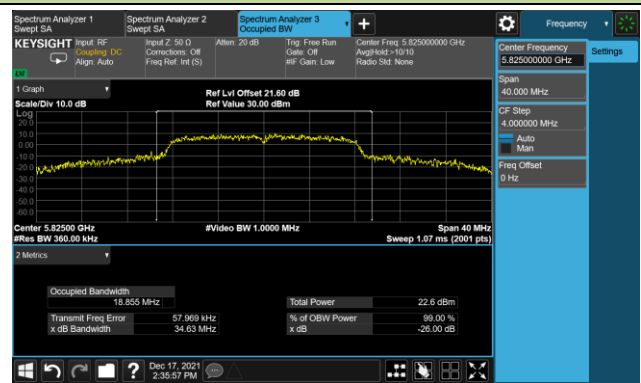 Spectrum Analyzer 1
Swept SA
Spectrum Analyzer 2
Swept SA
Spectrum Analyzer 3
Occupied BW
Frequency
KEYSIGHT
Input: RF
Coupling: DC
Align: Auto
Input Z: 50 Ω
Corrections: Off
Freq Ref: Int (S)
Atten: 20 dB
Trig: Free Run
Gate: Off
#IF Gain: Low
Center Freq: 5.825000000 GHz
Avg|Hold:>10/10
Radio Std: None
Center Frequency
5.825000000 GHz
Settings
Span
40.000 MHz
CF Step
4.000000 MHz
Auto
Man
Freq Offset
0 Hz
1 Graph
Scale/Div 10.0 dB
Ref Lvl Offset 21.60 dB
Ref Value 30.00 dBm
Log
20.0
10.0
0.00
-10.0
-20.0
-30.0
-40.0
-50.0
-60.0
Center 5.82500 GHz
#Video BW 1.0000 MHz
Span 40 MHz
#Res BW 360.00 kHz
Sweep 1.07 ms (2001 pts)
2 Metrics
Occupied Bandwidth
18.855 MHz
Total Power 22.6 dBm
Transmit Freq Error 57.969 kHz
% of OBW Power 99.00 %
x dB Bandwidth 34.63 MHz
x dB -26.00 dB
Dec 17, 2021
2:35:57 PM